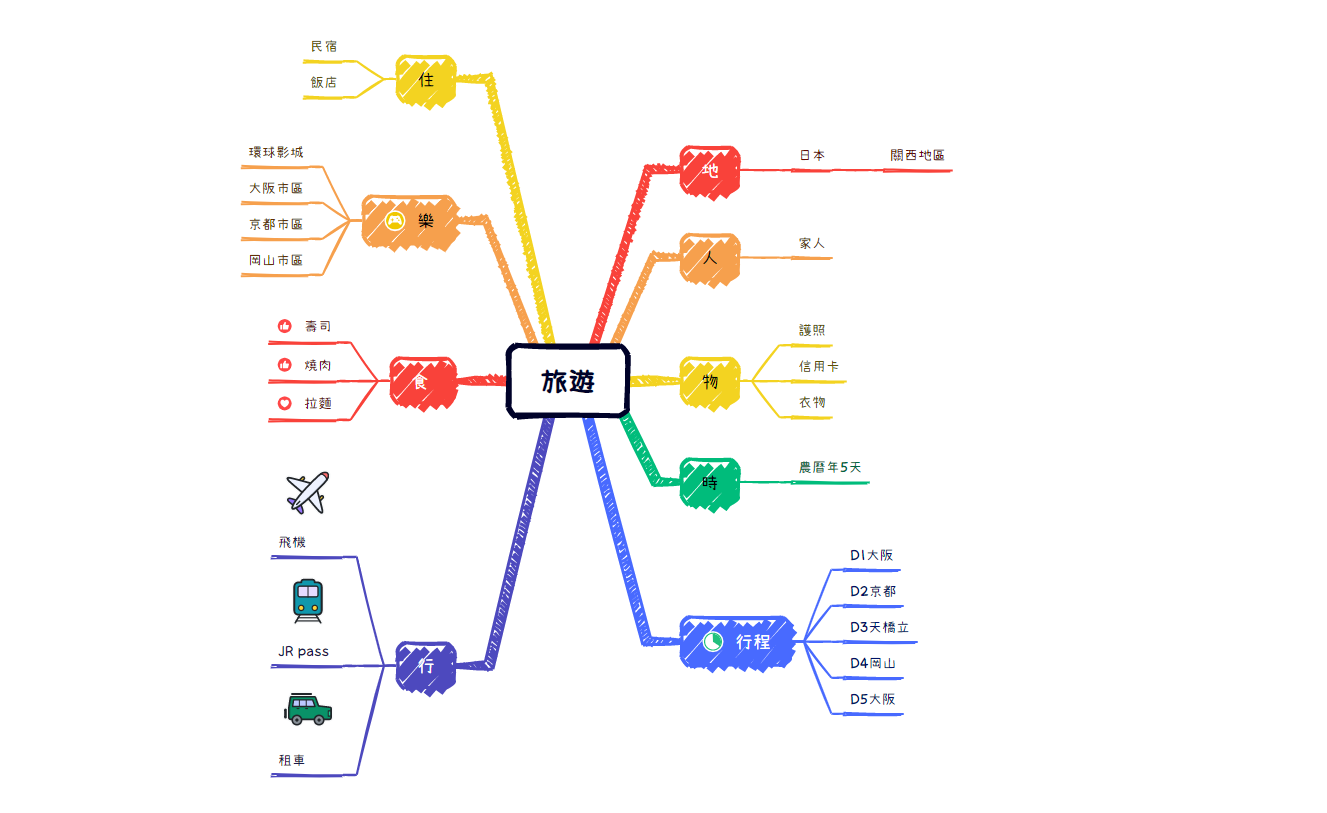 旅遊
地
日本
關西地區
人
家人
物
護照
信用卡
衣物
時
農曆年5天
行程
D1大阪
D2京都
D3天橋立
D4岡山
D5大阪
住
民宿
飯店
樂
環球影城
大阪市區
京都市區
岡山市區
食
壽司
燒肉
拉麵
行
飛機
JR pass
租車